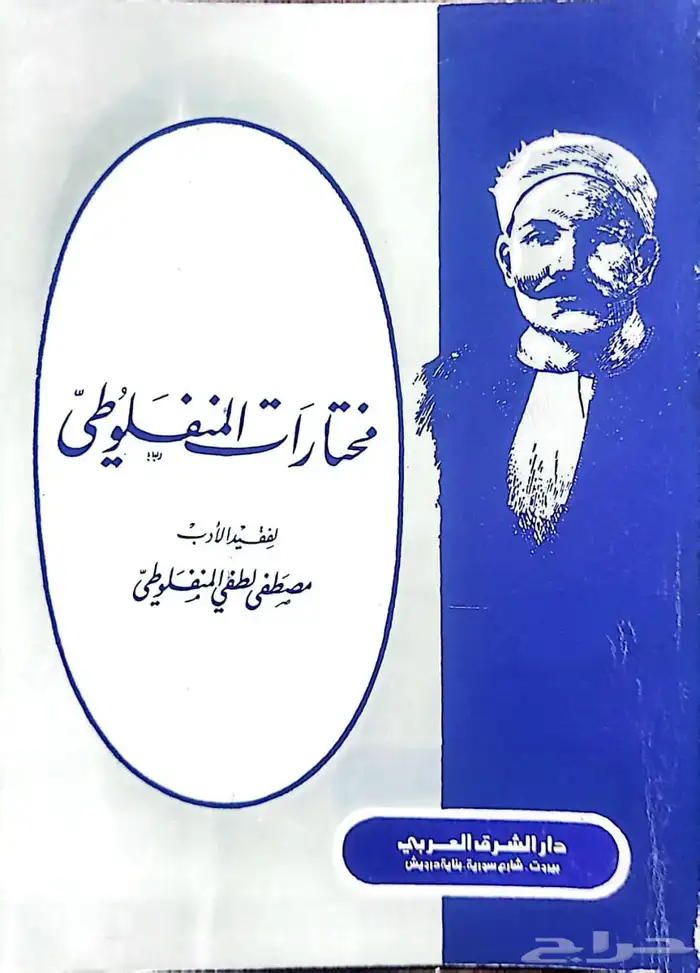 مختارات المنفلوطيّ
لفقيد الأدب
مصطفى لطفي المنفلوطيّ
دار الشرق العربي
بيروت . شارع سورية . بناية درويش
حراج